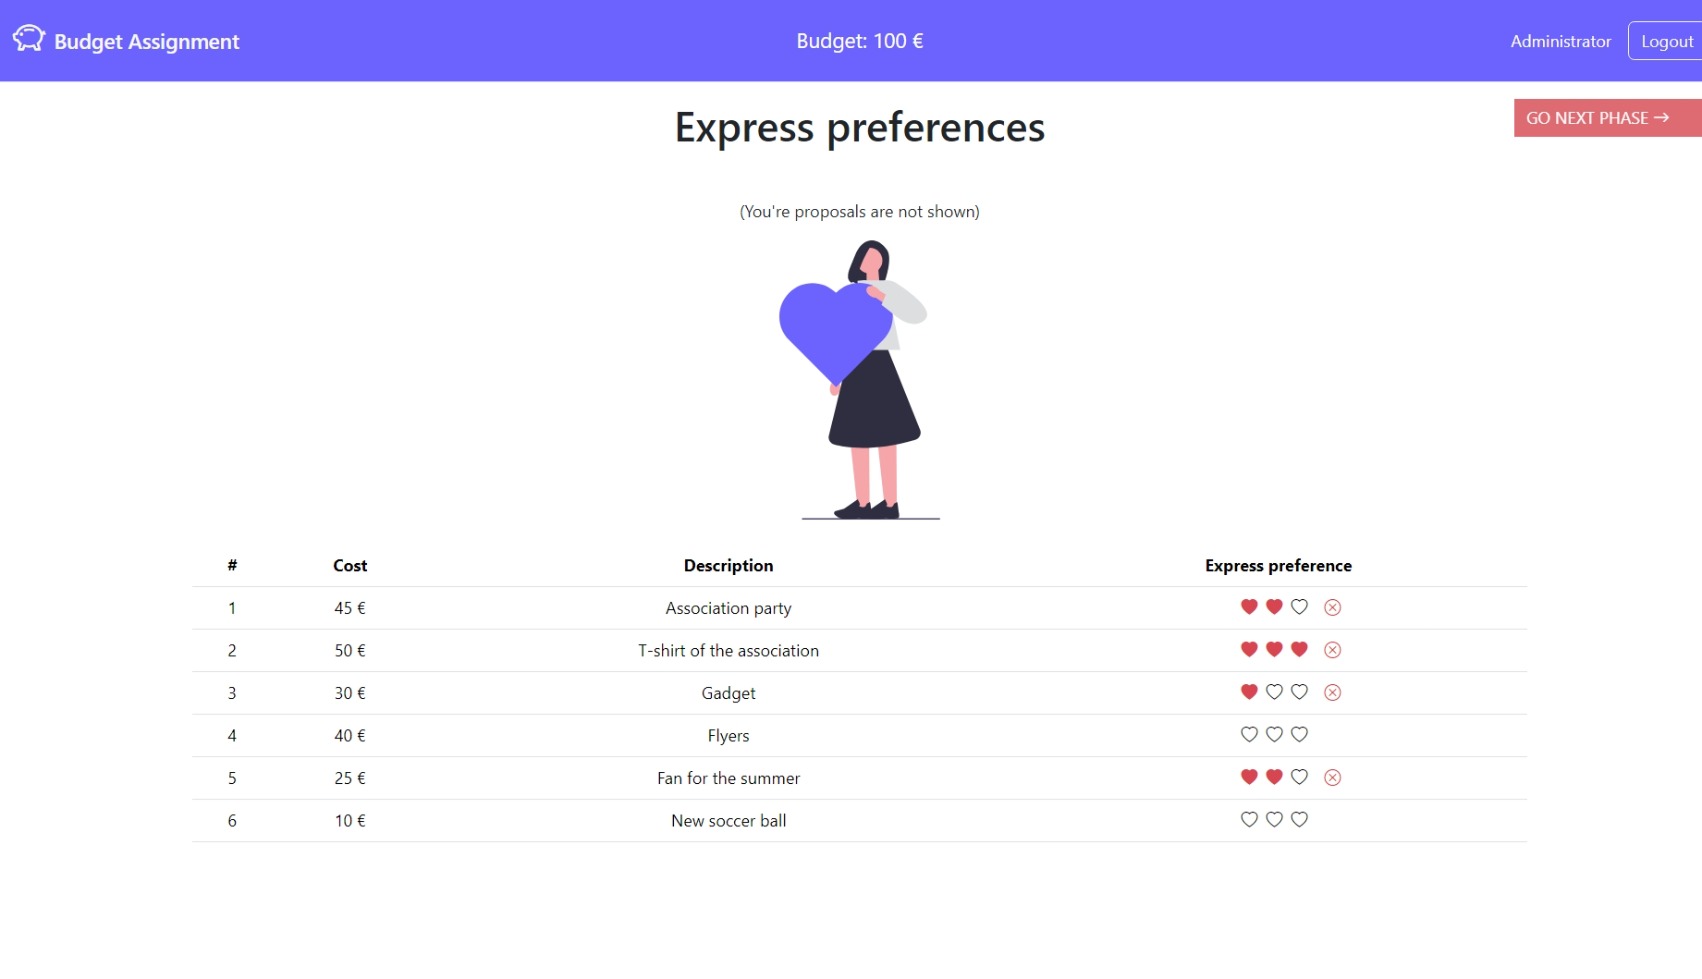 Budget Assignment
Budget: 100 €
Administrator
Logout
Express preferences
GO NEXT PHASE →
(You're proposals are not shown)
# Cost Description Express preference
1 45 € Association party
2 50 € T-shirt of the association
3 30 € Gadget
4 40 € Flyers
5 25 € Fan for the summer
6 10 € New soccer ball